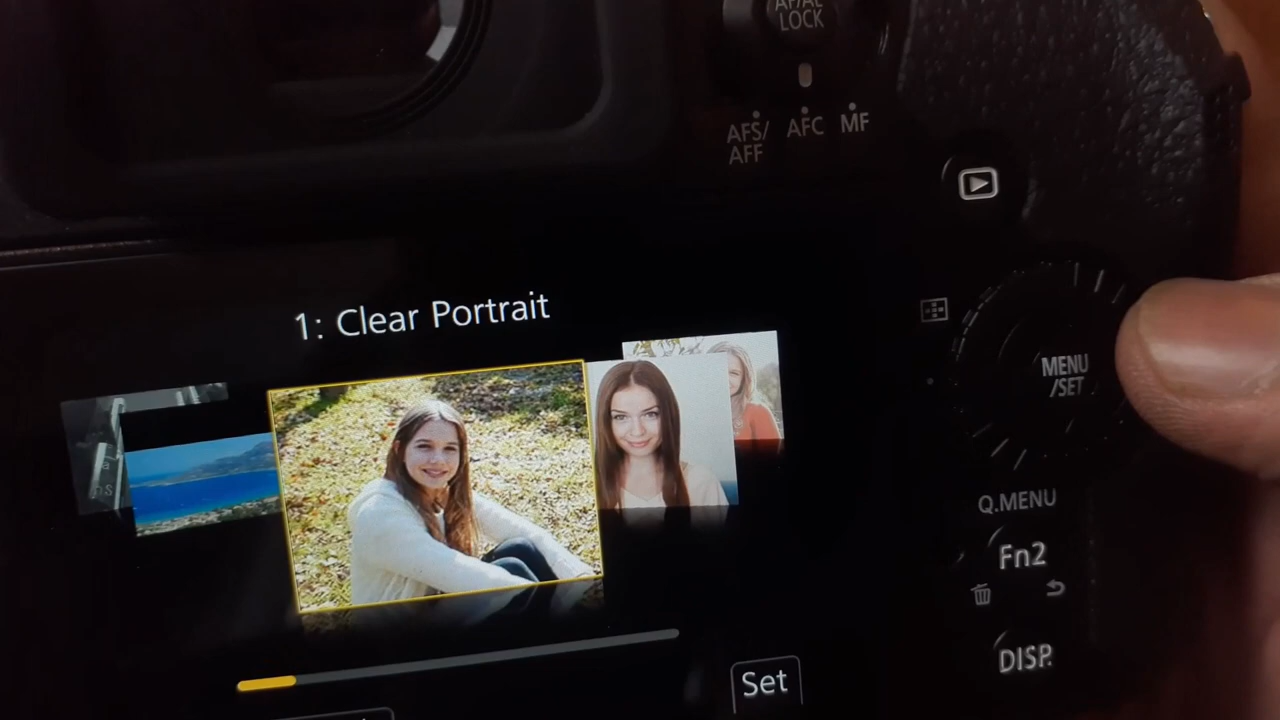 AF/AE
LOCK
AFS/
AFF
AFC
MF
1: Clear Portrait
MENU
/SET
Q.MENU
Fn2
DISP.
Set